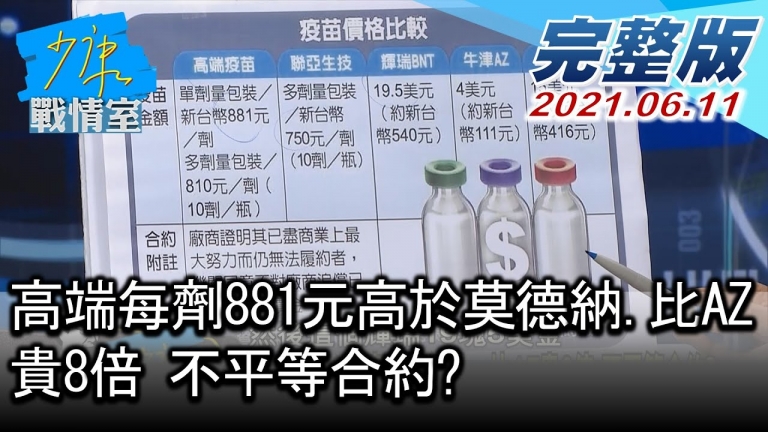 疫苗價格比較
完整版
2021.06.11
少康
戰情室
高端疫苗
聯亞生技
輝瑞BNT
牛津AZ
疫苗
金額
單劑量包裝/
新台幣881元
/劑
多劑量包裝/
810元/劑(
10劑/瓶)
多劑量包裝
/新台幣
750元/劑
(10劑/瓶)
19.5美元
(約新台
幣540元)
4美元
(約新台
幣111元)
15美元
(約新台
幣416元)
合約
附註
廠商證明其已盡商業上最
大努力而仍無法履約者,
$
003
高端每劑881元高於莫德納.比AZ
貴8倍 不平等合約?